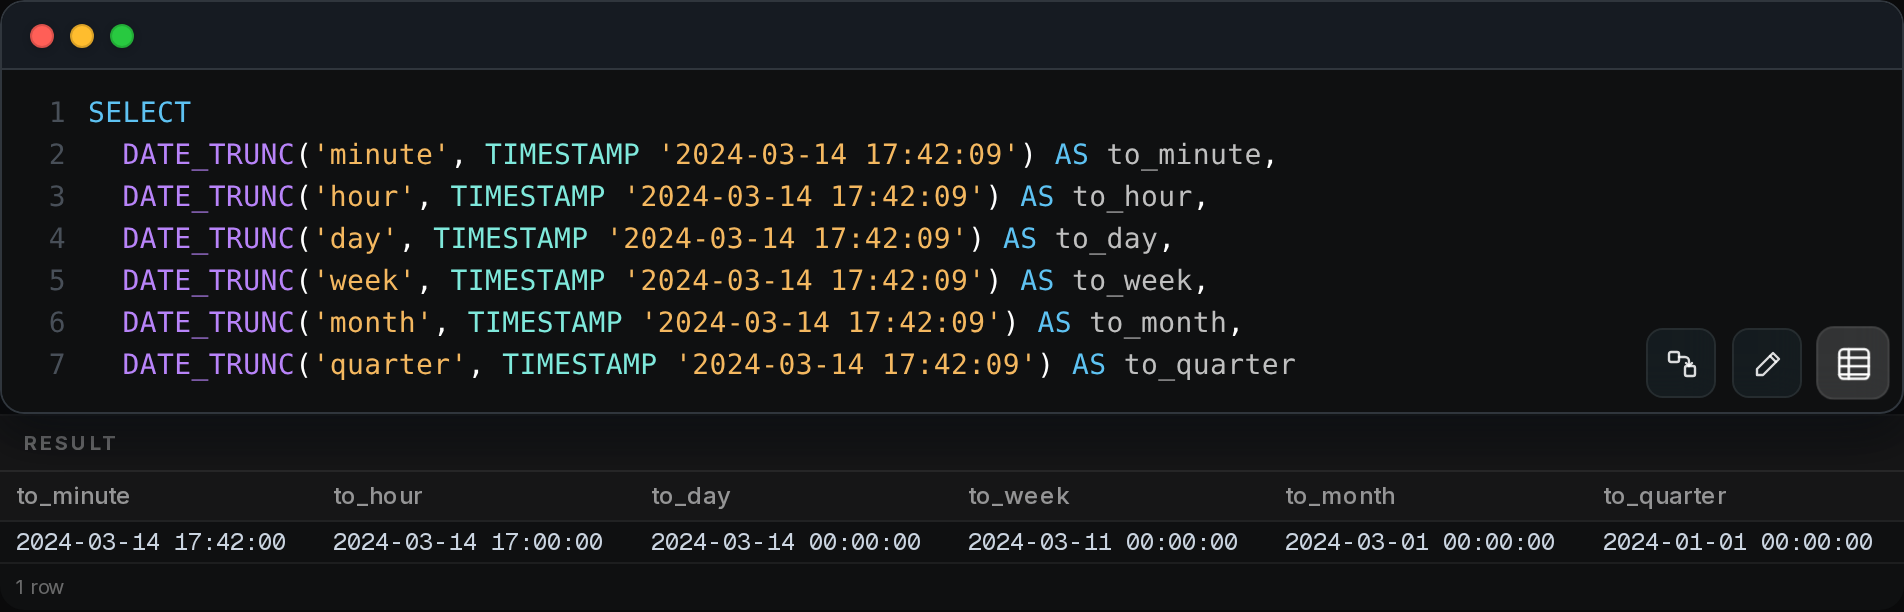 1 SELECT
2   DATE_TRUNC('minute', TIMESTAMP '2024-03-14 17:42:09') AS to_minute,
3   DATE_TRUNC('hour', TIMESTAMP '2024-03-14 17:42:09') AS to_hour,
4   DATE_TRUNC('day', TIMESTAMP '2024-03-14 17:42:09') AS to_day,
5   DATE_TRUNC('week', TIMESTAMP '2024-03-14 17:42:09') AS to_week,
6   DATE_TRUNC('month', TIMESTAMP '2024-03-14 17:42:09') AS to_month,
7   DATE_TRUNC('quarter', TIMESTAMP '2024-03-14 17:42:09') AS to_quarter
RESULT
to_minute to_hour to_day to_week to_month to_quarter
2024-03-14 17:42:00 2024-03-14 17:00:00 2024-03-14 00:00:00 2024-03-11 00:00:00 2024-03-01 00:00:00 2024-01-01 00:00:00
1 row